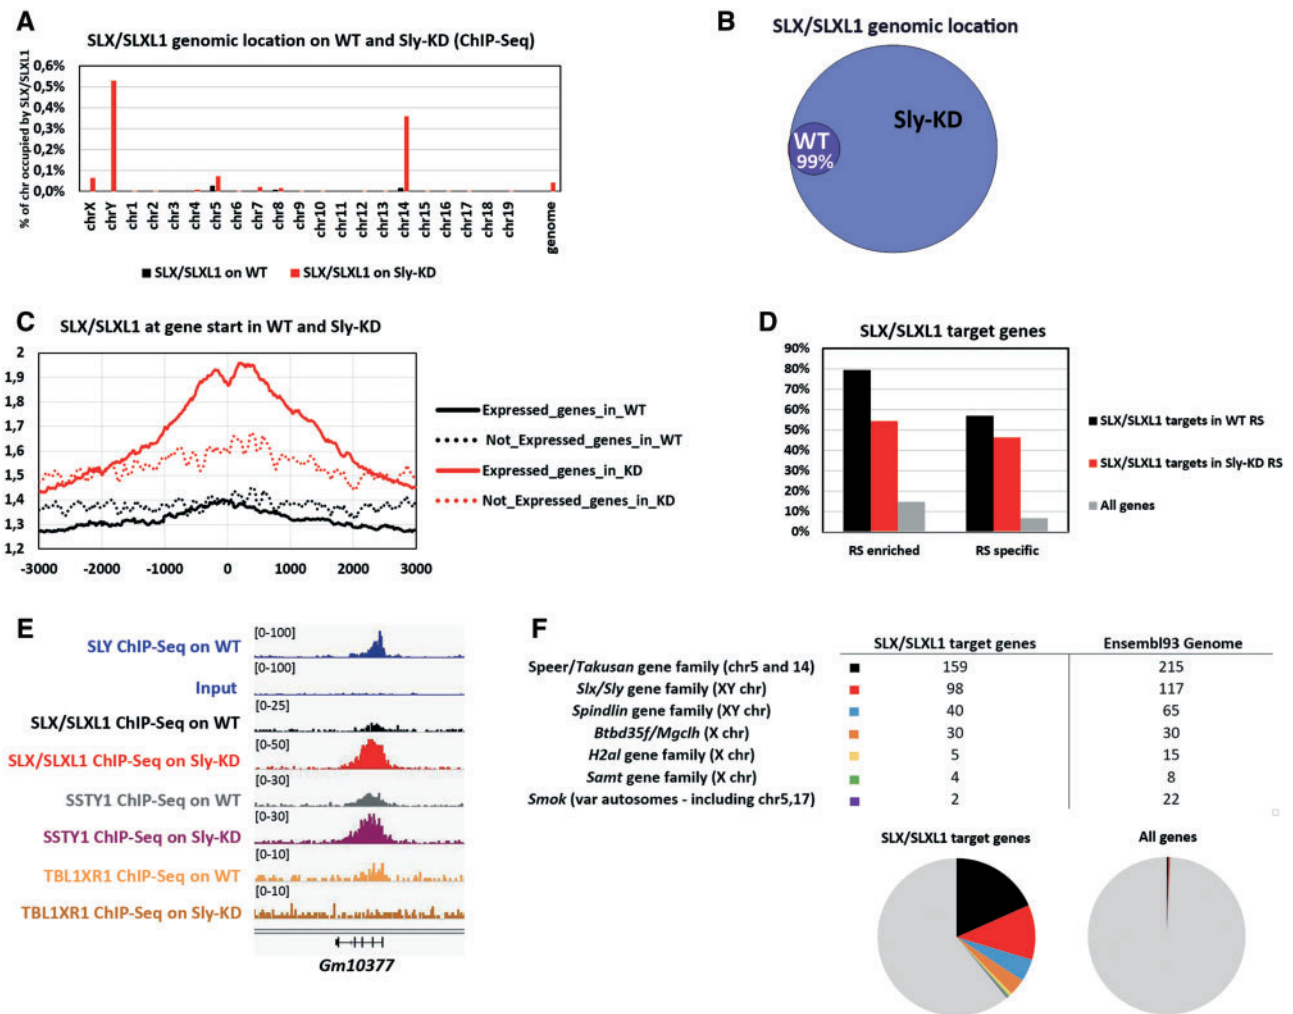 A
SLX/SLXL1 genomic location on WT and Sly-KD (ChIP-Seq)
% of chr occupied by SLX/SLXL1
0,6%
0,5%
0,4%
0,3%
0,2%
0,1%
0,0%
chrX chrY chr1 chr2 chr3 chr4 chr5 chr6 chr7 chr8 chr9 chr10 chr11 chr12 chr13 chr14 chr15 chr16 chr17 chr18 chr19 genome
SLX/SLXL1 on WT SLX/SLXL1 on Sly-KD
B
SLX/SLXL1 genomic location
Sly-KD
WT
99%
C
SLX/SLXL1 at gene start in WT and Sly-KD
2
1,9
1,8
1,7
1,6
1,5
1,4
1,3
1,2
-3000 -2000 -1000 0 1000 2000 3000
Expressed_genes_in_WT
Not_Expressed_genes_in_WT
Expressed_genes_in_KD
Not_Expressed_genes_in_KD
D
SLX/SLXL1 target genes
90%
80%
70%
60%
50%
40%
30%
20%
10%
0%
RS enriched RS specific
SLX/SLXL1 targets in WT RS
SLX/SLXL1 targets in Sly-KD RS
All genes
E
SLY ChIP-Seq on WT [0-100]
Input [0-100]
SLX/SLXL1 ChIP-Seq on WT [0-25]
SLX/SLXL1 ChIP-Seq on Sly-KD [0-50]
SSTY1 ChIP-Seq on WT [0-30]
SSTY1 ChIP-Seq on Sly-KD [0-30]
TBL1XR1 ChIP-Seq on WT [0-10]
TBL1XR1 ChIP-Seq on Sly-KD [0-10]
Gm10377
F
SLX/SLXL1 target genes Ensembl93 Genome
Speer/Takusan gene family (chr5 and 14) 159 215
Slx/Sly gene family (XY chr) 98 117
Spindlin gene family (XY chr) 40 65
Btbd35f/Mgclh (X chr) 30 30
H2al gene family (X chr) 5 15
Samt gene family (X chr) 4 8
Smok (var autosomes - including chr5,17) 2 22
SLX/SLXL1 target genes
All genes